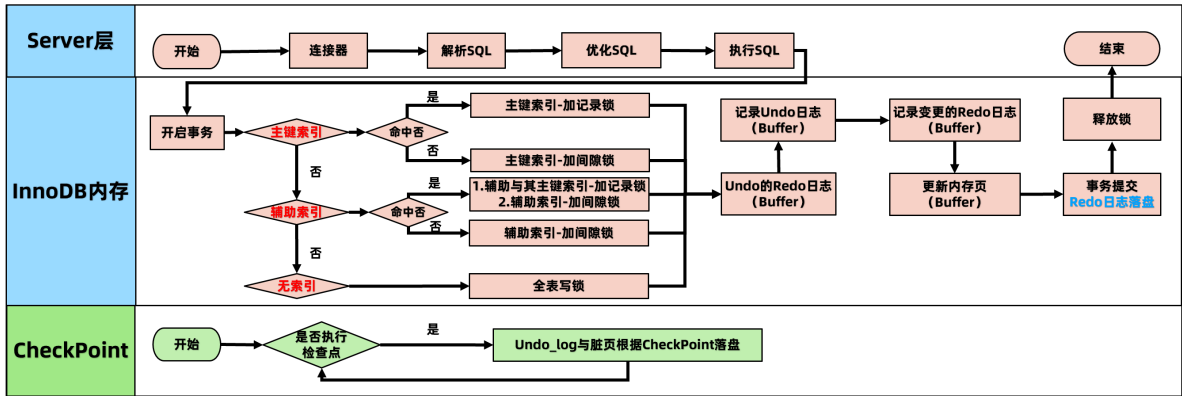 Server层
开始
连接器
解析SQL
优化SQL
执行SQL
结束
InnoDB内存
开启事务
主键索引
命中否
是
主键索引-加记录锁
否
主键索引-加间隙锁
否
辅助索引
命中否
是
1.辅助与其主键索引-加记录锁
2.辅助索引-加间隙锁
否
辅助索引-加间隙锁
否
无索引
全表写锁
Undo的Redo日志
(Buffer)
记录Undo日志
(Buffer)
记录变更的Redo日志
(Buffer)
更新内存页
(Buffer)
事务提交
Redo日志落盘
释放锁
CheckPoint
开始
是否执行
检查点
是
Undo_log与脏页根据CheckPoint落盘